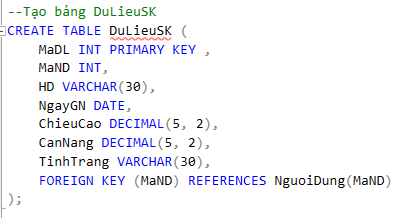 --Tạo bảng DuLieuSK
CREATE TABLE DuLieuSK (
    MaDL INT PRIMARY KEY ,
    MaND INT,
    HD VARCHAR(30),
    NgayGN DATE,
    ChieuCao DECIMAL(5, 2),
    CanNang DECIMAL(5, 2),
    TinhTrang VARCHAR(30),
    FOREIGN KEY (MaND) REFERENCES NguoiDung(MaND)
);